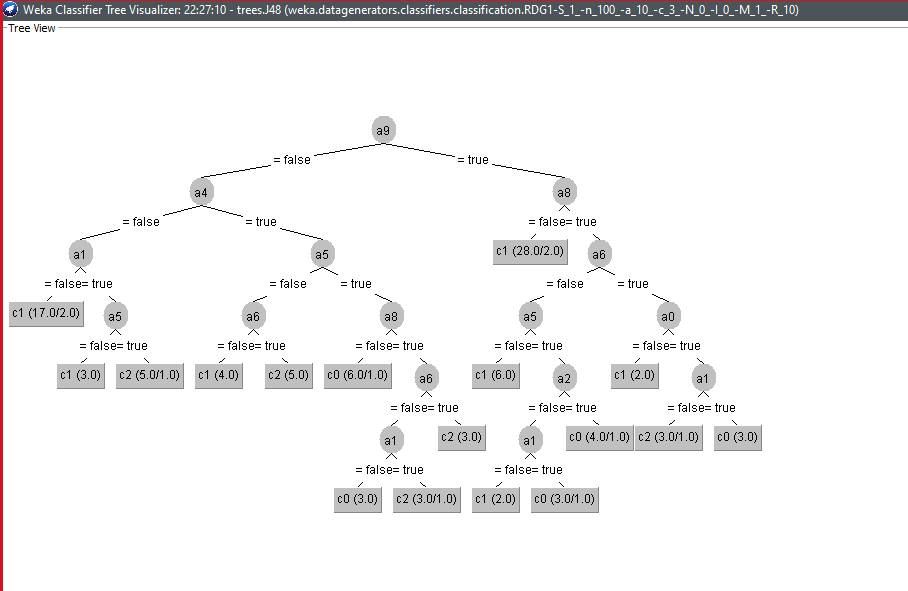 Weka Classifier Tree Visualizer: 22:27:10 - trees.J48 (weka.datagenerators.classifiers.classification.RDG1-S_1_-n_100_-a_10_-c_3_-N_0_-I_0_-M_1_-R_10)
Tree View
a9
= false = true
a4 a8
= false = true = false= true
a1 a5 c1 (28.0/2.0) a6
= false= true = false = true = false = true
c1 (17.0/2.0) a5 a6 a8 a5 a0
= false= true = false= true = false= true = false= true = false= true
c1 (3.0) c2 (5.0/1.0) c1 (4.0) c2 (5.0) c0 (6.0/1.0) a6 c1 (6.0) a2 c1 (2.0) a1
= false= true = false= true = false= true
a1 c2 (3.0) a1 c0 (4.0/1.0) c2 (3.0/1.0) c0 (3.0)
= false= true = false= true
c0 (3.0) c2 (3.0/1.0) c1 (2.0) c0 (3.0/1.0)